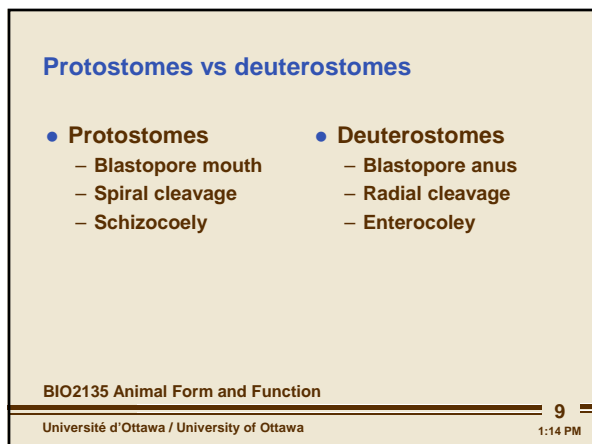 Protostomes vs deuterostomes
● Protostomes
– Blastopore mouth
– Spiral cleavage
– Schizocoely
● Deuterostomes
– Blastopore anus
– Radial cleavage
– Enterocoley
BIO2135 Animal Form and Function
Université d'Ottawa / University of Ottawa
9
1:14 PM